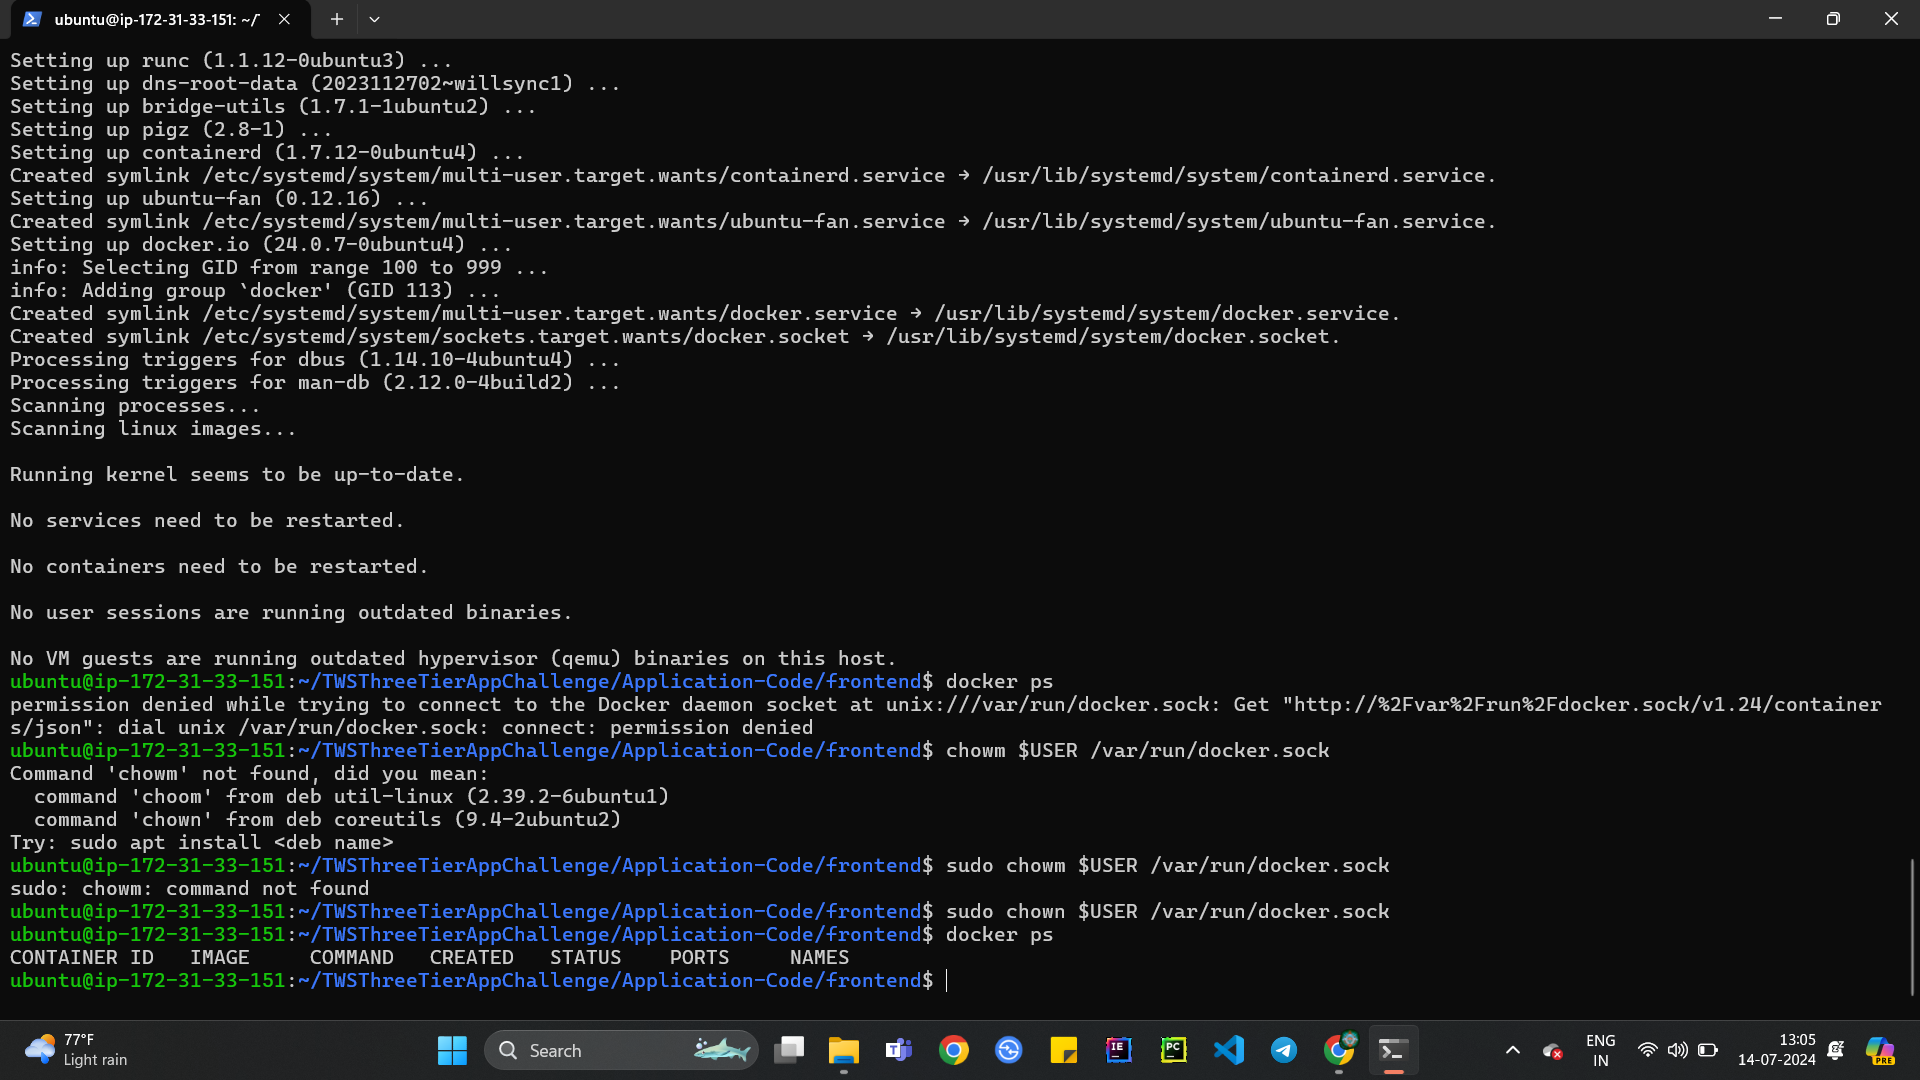 ubuntu@ip-172-31-33-151: ~/T
Setting up runc (1.1.12-0ubuntu3) ...
Setting up dns-root-data (2023112702~willsync1) ...
Setting up bridge-utils (1.7.1-1ubuntu2) ...
Setting up pigz (2.8-1) ...
Setting up containerd (1.7.12-0ubuntu4) ...
Created symlink /etc/systemd/system/multi-user.target.wants/containerd.service → /usr/lib/systemd/system/containerd.service.
Setting up ubuntu-fan (0.12.16) ...
Created symlink /etc/systemd/system/multi-user.target.wants/ubuntu-fan.service → /usr/lib/systemd/system/ubuntu-fan.service.
Setting up docker.io (24.0.7-0ubuntu4) ...
info: Selecting GID from range 100 to 999 ...
info: Adding group `docker' (GID 113) ...
Created symlink /etc/systemd/system/multi-user.target.wants/docker.service → /usr/lib/systemd/system/docker.service.
Created symlink /etc/systemd/system/sockets.target.wants/docker.socket → /usr/lib/systemd/system/docker.socket.
Processing triggers for dbus (1.14.10-4ubuntu4) ...
Processing triggers for man-db (2.12.0-4build2) ...
Scanning processes...
Scanning linux images...
Running kernel seems to be up-to-date.
No services need to be restarted.
No containers need to be restarted.
No user sessions are running outdated binaries.
No VM guests are running outdated hypervisor (qemu) binaries on this host.
ubuntu@ip-172-31-33-151:~/TWSThreeTierAppChallenge/Application-Code/frontend$ docker ps
permission denied while trying to connect to the Docker daemon socket at unix:///var/run/docker.sock: Get "http://%2Fvar%2Frun%2Fdocker.sock/v1.24/container
s/json": dial unix /var/run/docker.sock: connect: permission denied
ubuntu@ip-172-31-33-151:~/TWSThreeTierAppChallenge/Application-Code/frontend$ chowm $USER /var/run/docker.sock
Command 'chowm' not found, did you mean:
  command 'choom' from deb util-linux (2.39.2-6ubuntu1)
  command 'chown' from deb coreutils (9.4-2ubuntu2)
Try: sudo apt install <deb name>
ubuntu@ip-172-31-33-151:~/TWSThreeTierAppChallenge/Application-Code/frontend$ sudo chowm $USER /var/run/docker.sock
sudo: chowm: command not found
ubuntu@ip-172-31-33-151:~/TWSThreeTierAppChallenge/Application-Code/frontend$ sudo chown $USER /var/run/docker.sock
ubuntu@ip-172-31-33-151:~/TWSThreeTierAppChallenge/Application-Code/frontend$ docker ps
CONTAINER ID   IMAGE     COMMAND   CREATED   STATUS    PORTS     NAMES
ubuntu@ip-172-31-33-151:~/TWSThreeTierAppChallenge/Application-Code/frontend$
77°F
Light rain
Search
T
IE
PC
ENG
IN
13:05
14-07-2024
PRE